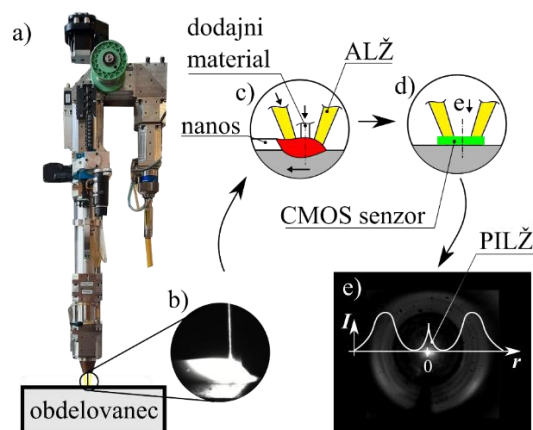 a)
dodajni
material
ALŽ
c)
nanos
d)
e
CMOS senzor
PILŽ
b)
e)
I
r
0
obdelovanec